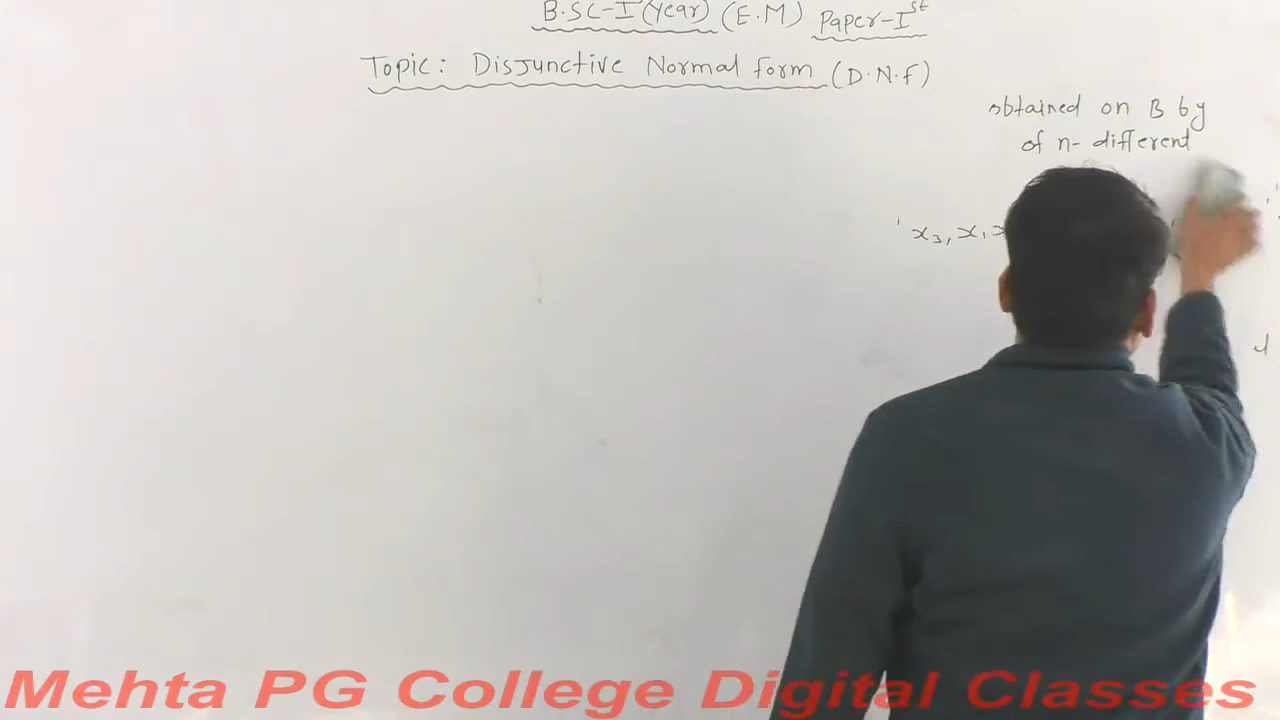 B.SC-I (Year) (E.M) Paper-I st
Topic: Disjunctive Normal form (D.N.F)
obtained on B by
of n- different
' x3, x1
Mehta PG College Digital Classes